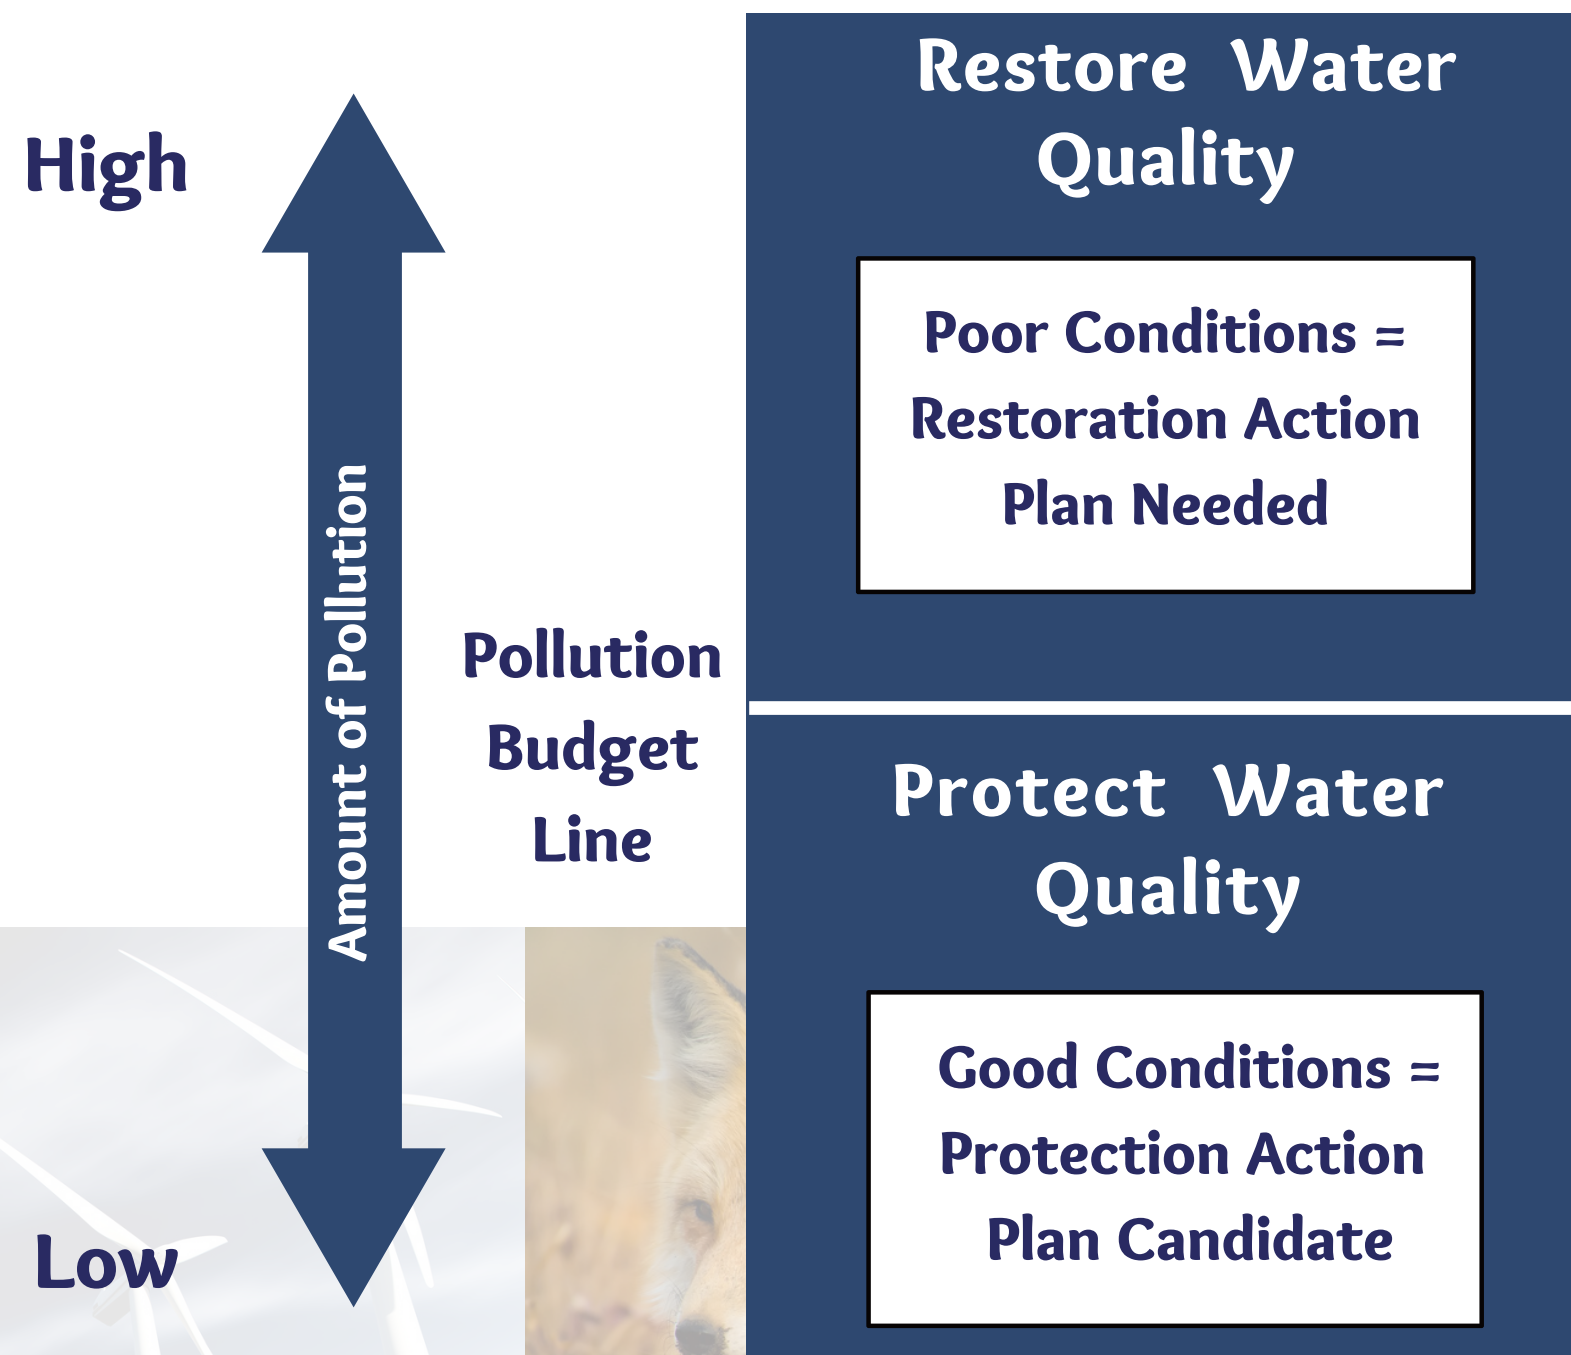 High
Low
Amount of Pollution
Pollution
Budget
Line
Restore Water
Quality
Poor Conditions =
Restoration Action
Plan Needed
Protect Water
Quality
Good Conditions =
Protection Action
Plan Candidate